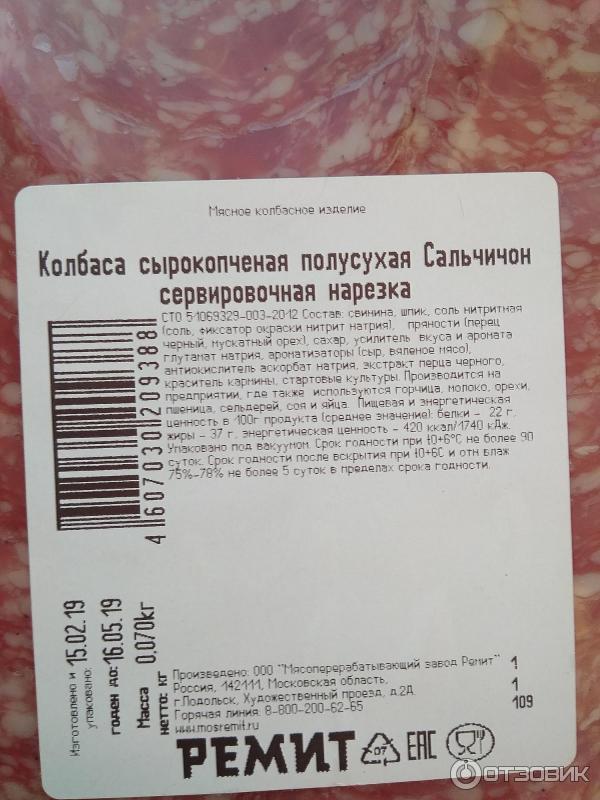 Мясное колбасное изделие
Колбаса сырокопченая полусухая Сальчичон
сервировочная нарезка
СТО 51069329-003-2012 Состав: свинина, шпик, соль нитритная
(соль, фиксатор окраски нитрит натрия), пряности (перец
черный, мускатный орех), сахар, усилитель вкуса и аромата
глутамат натрия, ароматизаторы (сыр, вяленое мясо),
антиокислитель аскорбат натрия, экстракт перца черного,
краситель кармины, стартовые культуры. Производится на
предприятии, где также используются горчица, молоко, орехи,
пшеница, сельдерей, соя и яйца. Пищевая и энергетическая
ценность в 100г продукта (среднее значение): белки - 22 г,
жиры - 37 г, энергетическая ценность - 420 ккал/1740 кДж.
Упаковано под вакуумом. Срок годности при t0+6°C не более 90
суток. Срок годности после вскрытия при t0+6C и отн влаж
75%-78% не более 5 суток в пределах срока годности.
4 607030 209388
Изготовлено и
упаковано: 15.02.19
годен до: 16.05.19
Масса
нетто: кг 0,070кг
Произведено: ООО "Мясоперерабатывающий завод Ремит"
Россия, 142111, Московская область,
г.Подольск, Художественный проезд, д.2Д
Горячая линия: 8-800-200-62-65
www.mosremit.ru
1
1
109
РЕМИТ 07 EAC
ОТЗОВИК